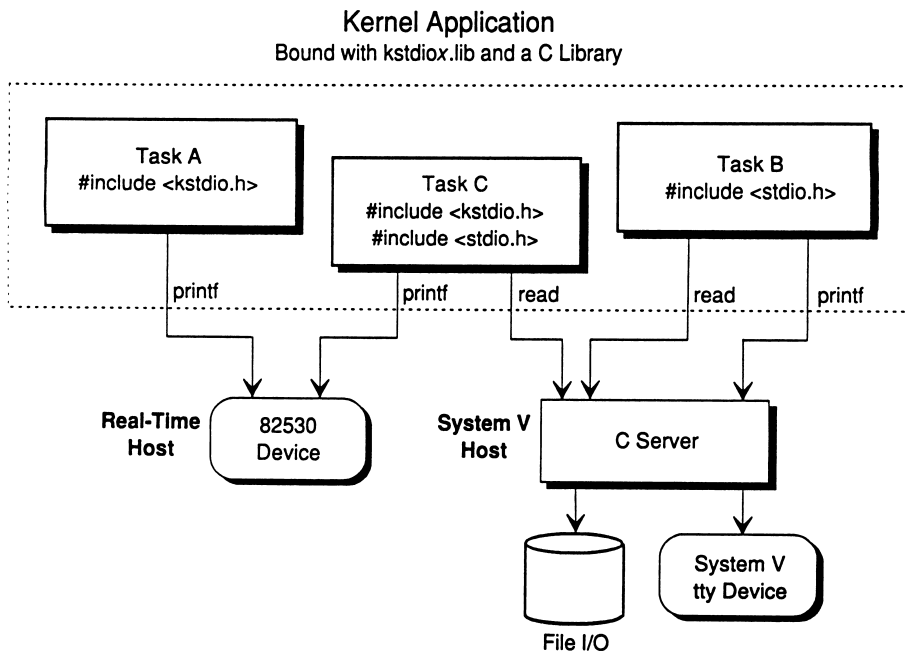 Kernel Application
Bound with kstdiox.lib and a C Library
Task A
#include <kstdio.h>
Task C
#include <kstdio.h>
#include <stdio.h>
Task B
#include <stdio.h>
printf
printf
read
read
printf
Real-Time
Host
82530
Device
System V
Host
C Server
System V
tty Device
File I/O